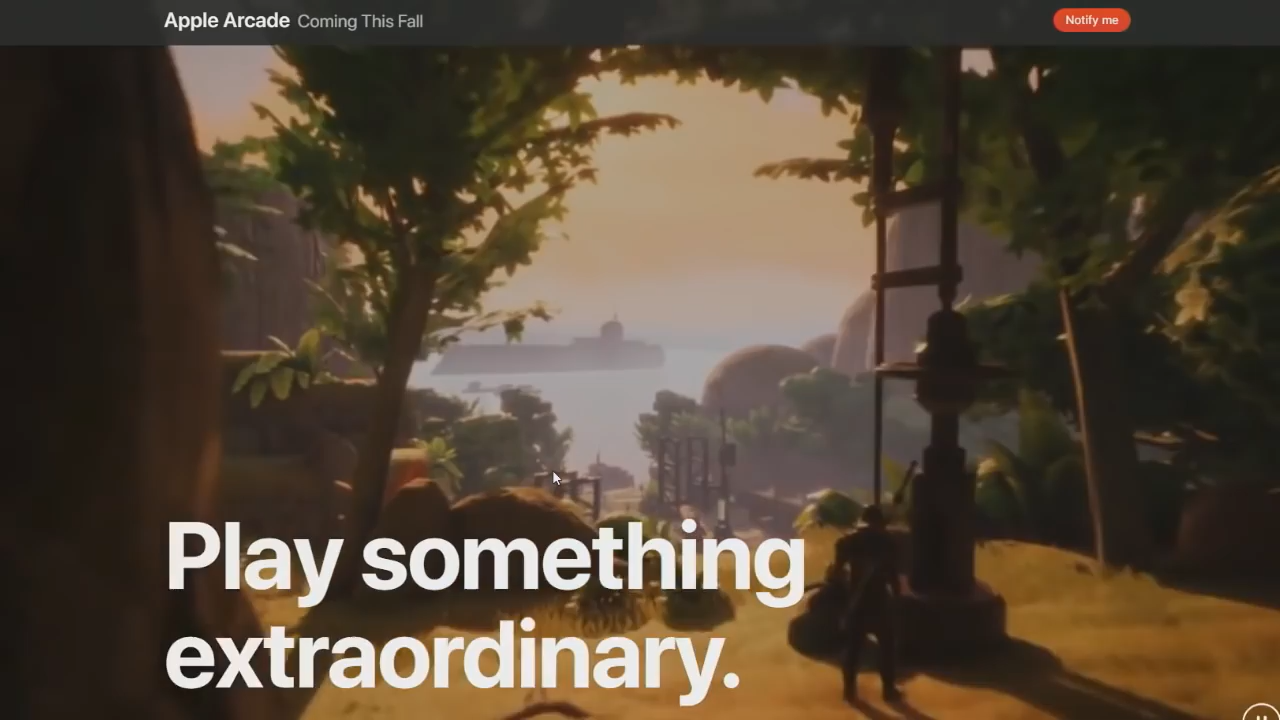 Apple Arcade Coming This Fall
Notify me
Play something
extraordinary.